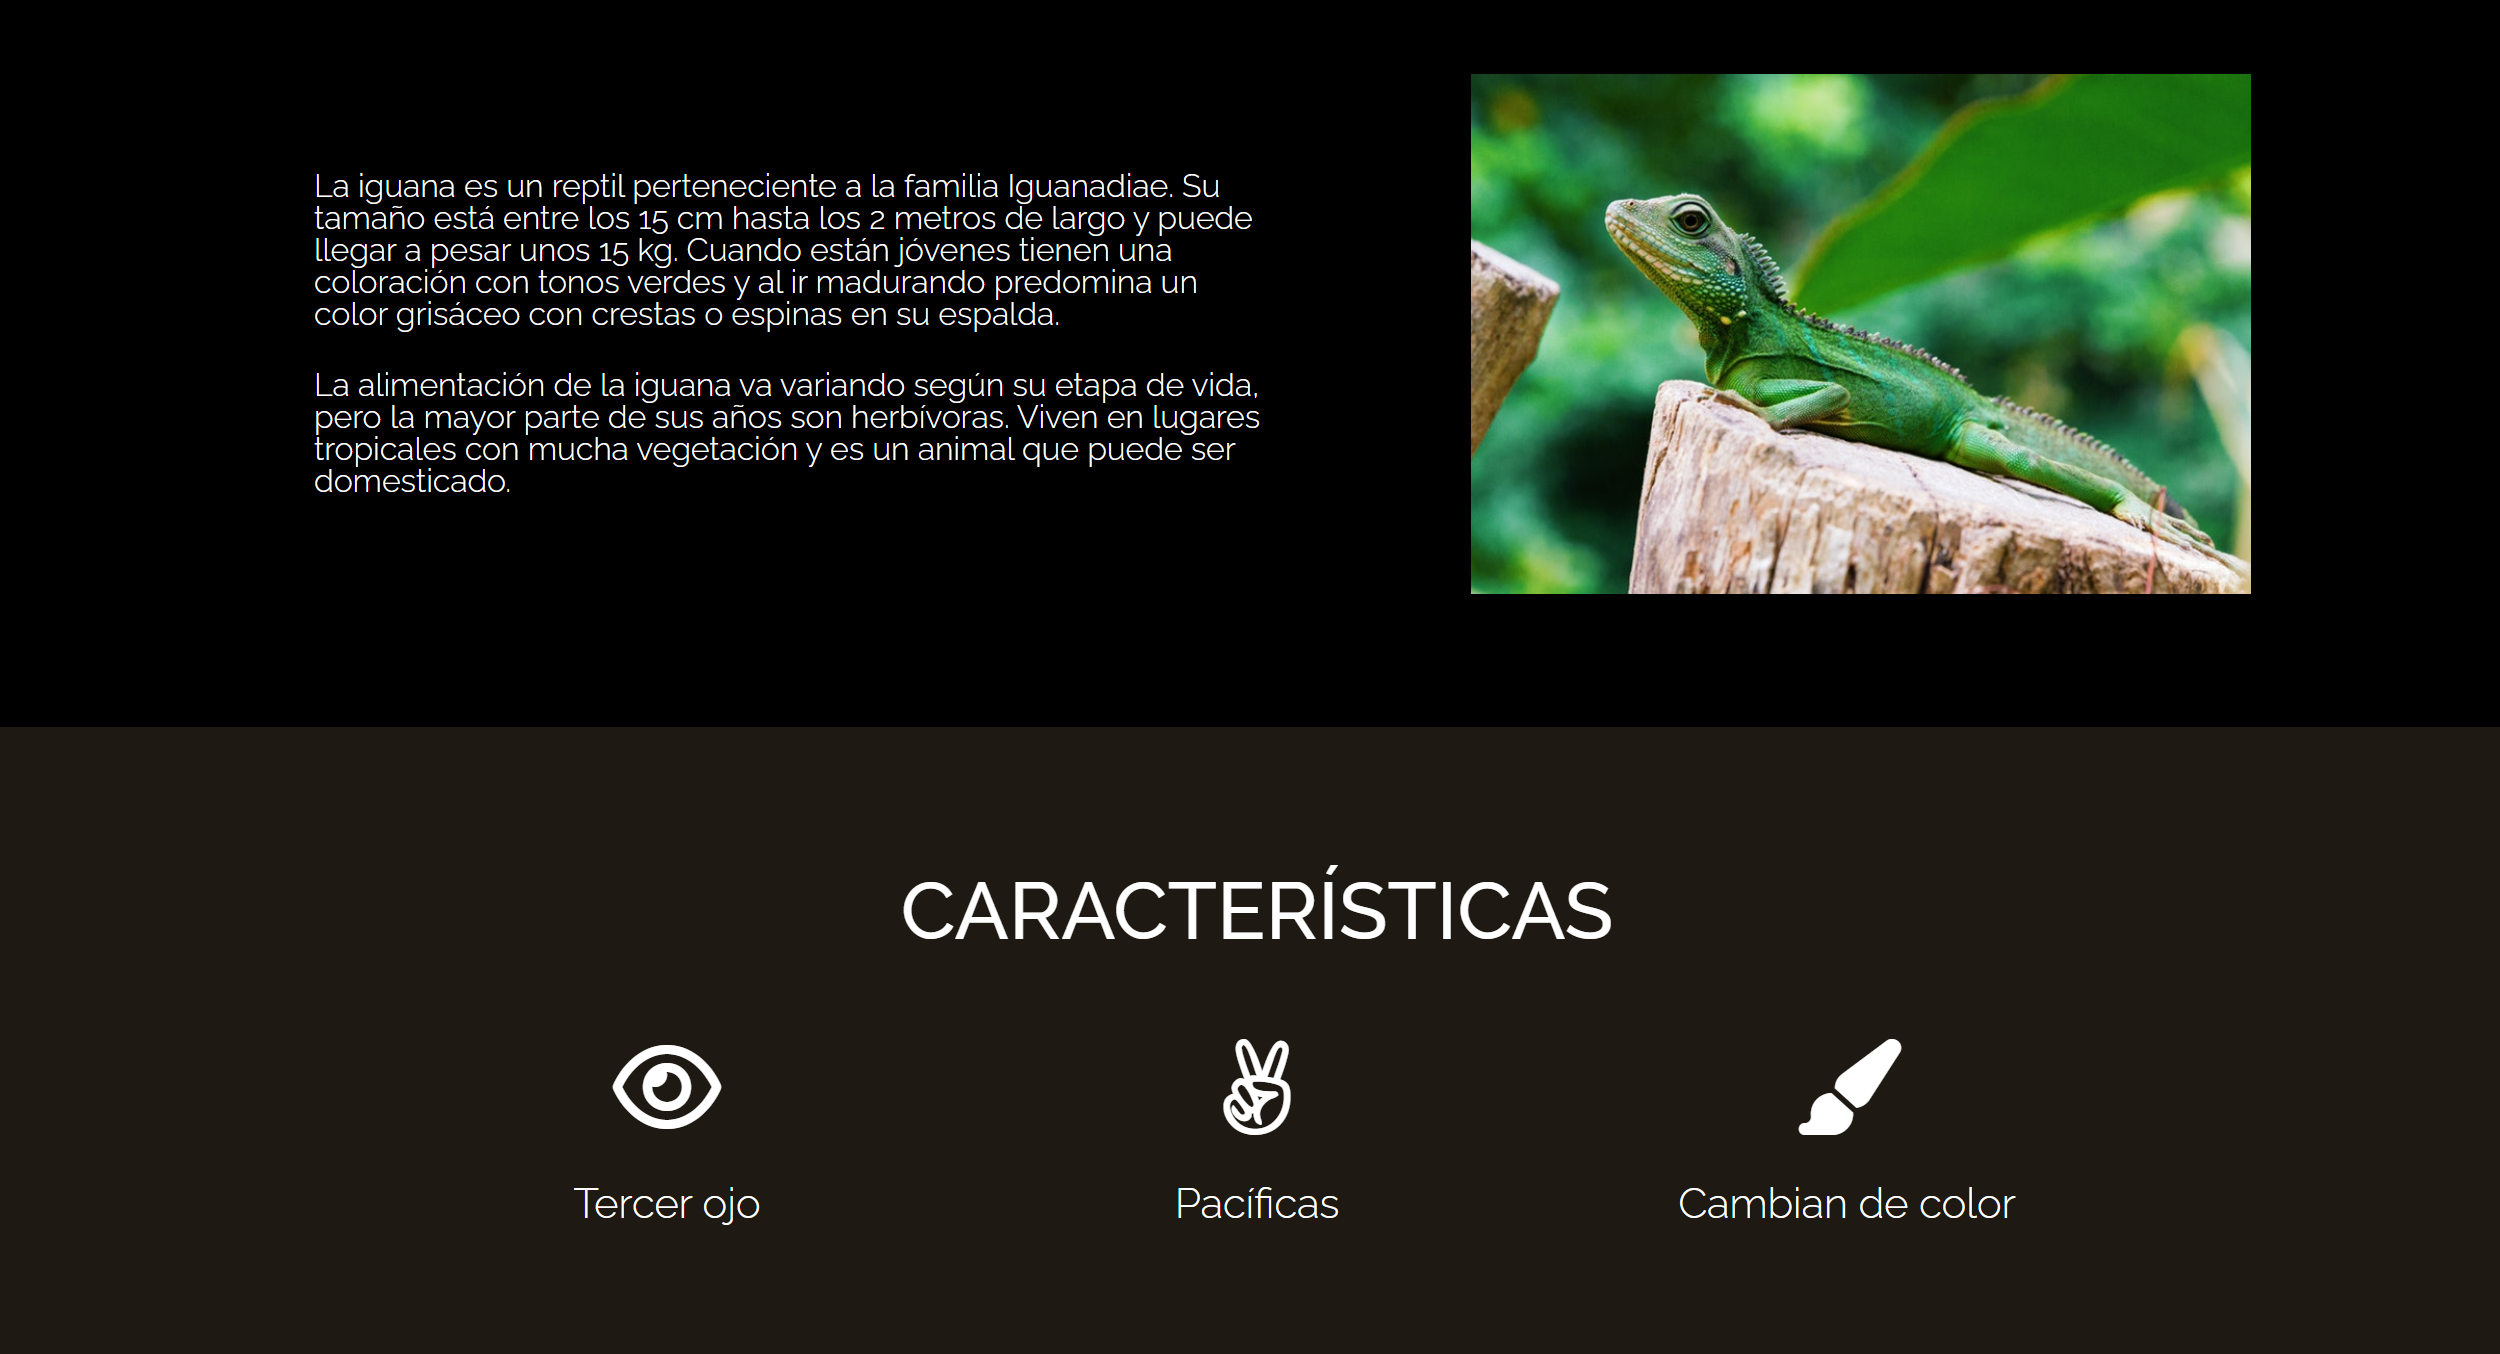 La iguana es un reptil perteneciente a la familia Iguanadiae. Su
tamaño está entre los 15 cm hasta los 2 metros de largo y puede
llegar a pesar unos 15 kg. Cuando están jóvenes tienen una
coloración con tonos verdes y al ir madurando predomina un
color grisáceo con crestas o espinas en su espalda.
La alimentación de la iguana va variando según su etapa de vida,
pero la mayor parte de sus años son herbívoras. Viven en lugares
tropicales con mucha vegetación y es un animal que puede ser
domesticado.
CARACTERÍSTICAS
Tercer ojo
Pacíficas
Cambian de color